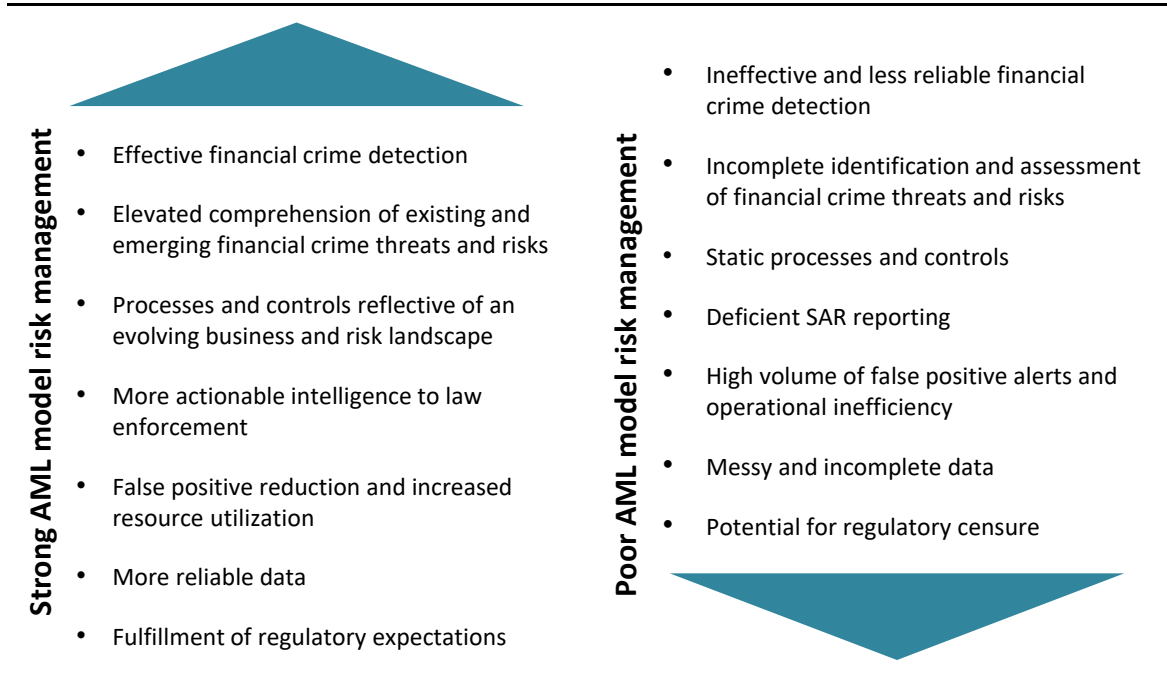 Strong AML model risk management
• Effective financial crime detection
• Elevated comprehension of existing and
emerging financial crime threats and risks
• Processes and controls reflective of an
evolving business and risk landscape
• More actionable intelligence to law
enforcement
• False positive reduction and increased
resource utilization
• More reliable data
• Fulfillment of regulatory expectations
Poor AML model risk management
• Ineffective and less reliable financial
crime detection
• Incomplete identification and assessment
of financial crime threats and risks
• Static processes and controls
• Deficient SAR reporting
• High volume of false positive alerts and
operational inefficiency
• Messy and incomplete data
• Potential for regulatory censure